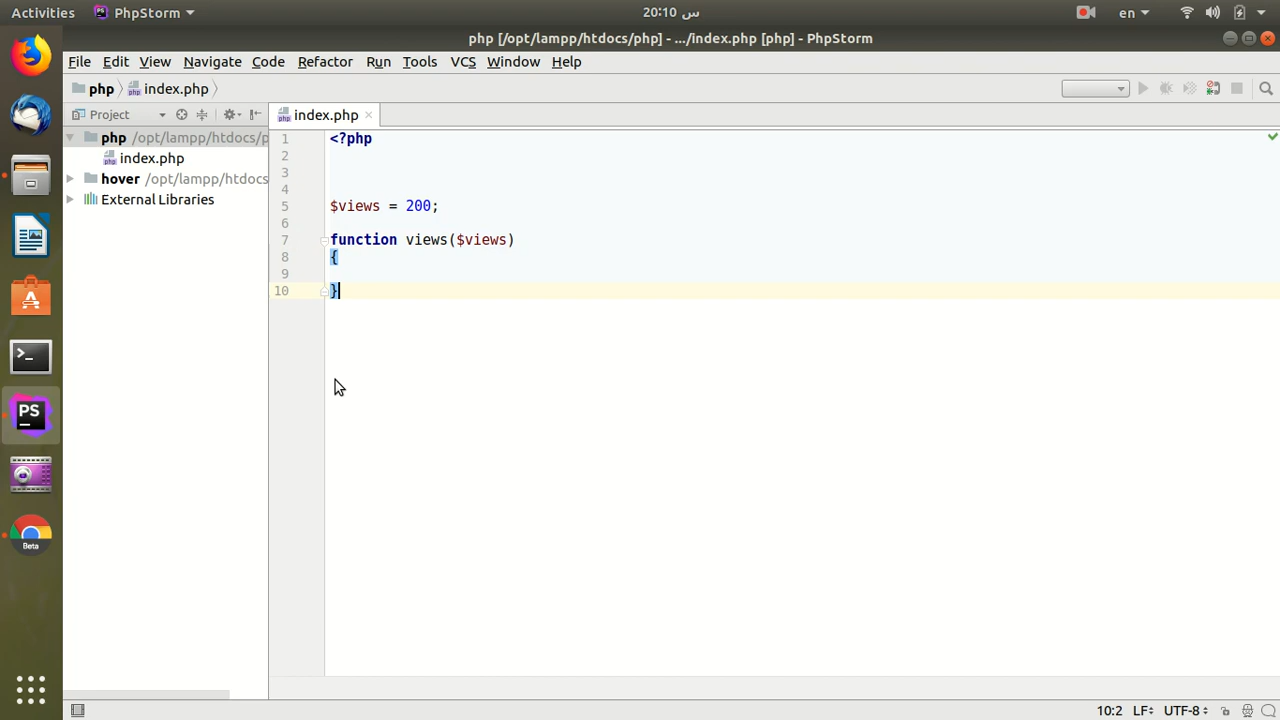 Activities PhpStorm 20:10 س en
php [/opt/lampp/htdocs/php] - .../index.php [php] - PhpStorm
File Edit View Navigate Code Refactor Run Tools VCS Window Help
php index.php
Project index.php
php /opt/lampp/htdocs/p
index.php
hover /opt/lampp/htdocs
External Libraries
1 <?php
2
3
4
5 $views = 200;
6
7 function views($views)
8 {
9
10 }
PS
Beta
10:2 LF UTF-8